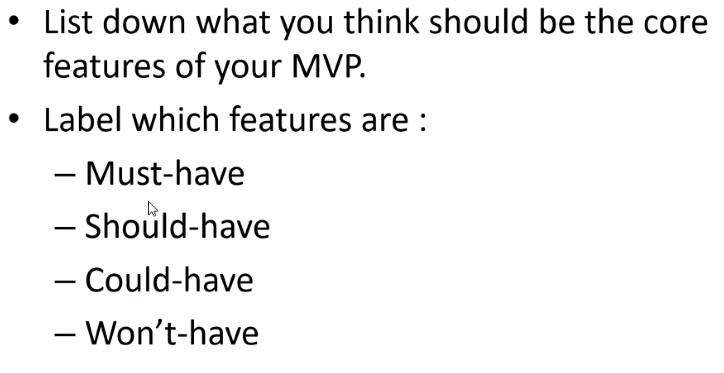 • List down what you think should be the core
features of your MVP.
• Label which features are :
– Must-have
– Should-have
– Could-have
– Won’t-have